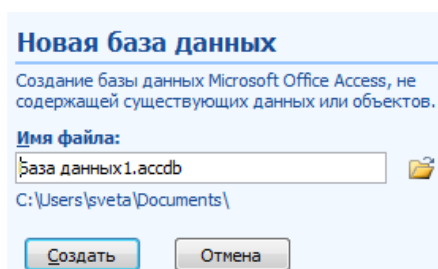 Новая база данных
Создание базы данных Microsoft Office Access, не
содержащей существующих данных или объектов.
Имя файла:
База данных1.accdb
C:\Users\sveta\Documents\
Создать Отмена